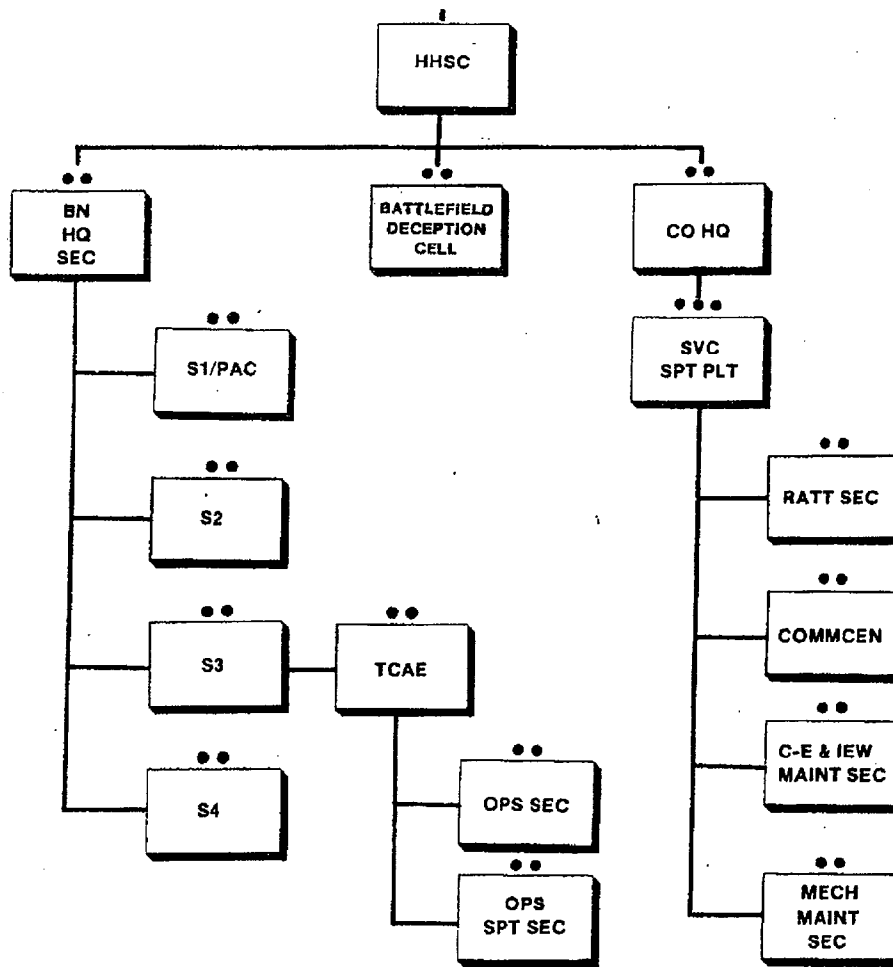 HHSC
BN
HQ
SEC
BATTLEFIELD
DECEPTION
CELL
CO HQ
SVC
SPT PLT
S1/PAC
S2
S3
TCAE
S4
OPS SEC
OPS
SPT SEC
RATT SEC
COMMCEN
C-E & IEW
MAINT SEC
MECH
MAINT
SEC